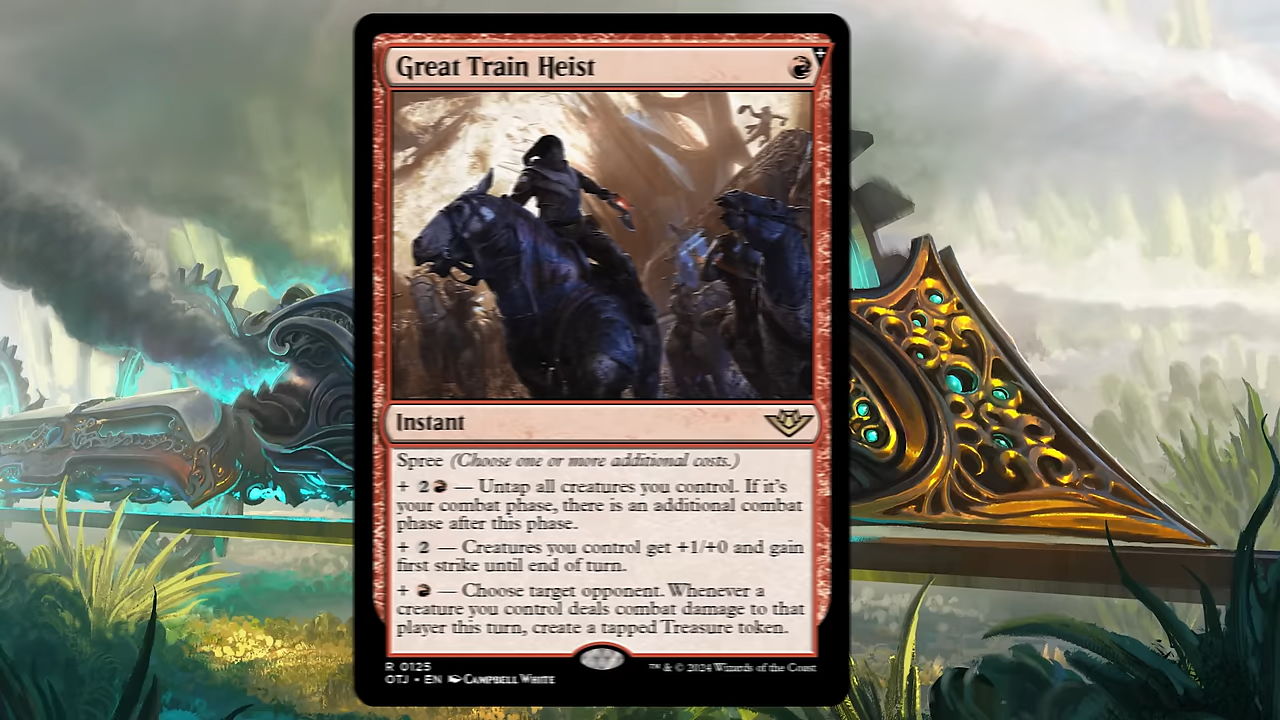 Great Train Heist
Instant
Spree (Choose one or more additional costs.)
+ 2 — Untap all creatures you control. If it's
your combat phase, there is an additional combat
phase after this phase.
+ 2 — Creatures you control get +1/+0 and gain
first strike until end of turn.
+ — Choose target opponent. Whenever a
creature you control deals combat damage to that
player this turn, create a tapped Treasure token.
R 0125
™ & © 2024 Wizards of the Coast
OTJ • EN Campbell White